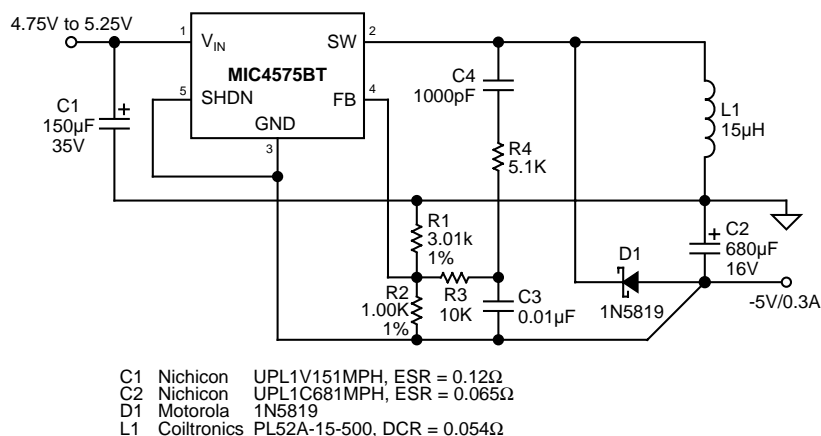 4.75V to 5.25V
1
VIN
SW
2
MIC4575BT
5
SHDN
FB
4
GND
3
C1
150µF
35V
+
C4
1000pF
L1
15µH
R4
5.1K
R1
3.01k
1%
C2
680µF
16V
+
D1
1N5819
R2
1.00K
1%
R3
10K
C3
0.01µF
-5V/0.3A
C1 Nichicon UPL1V151MPH, ESR = 0.12Ω
C2 Nichicon UPL1C681MPH, ESR = 0.065Ω
D1 Motorola 1N5819
L1 Coiltronics PL52A-15-500, DCR = 0.054Ω